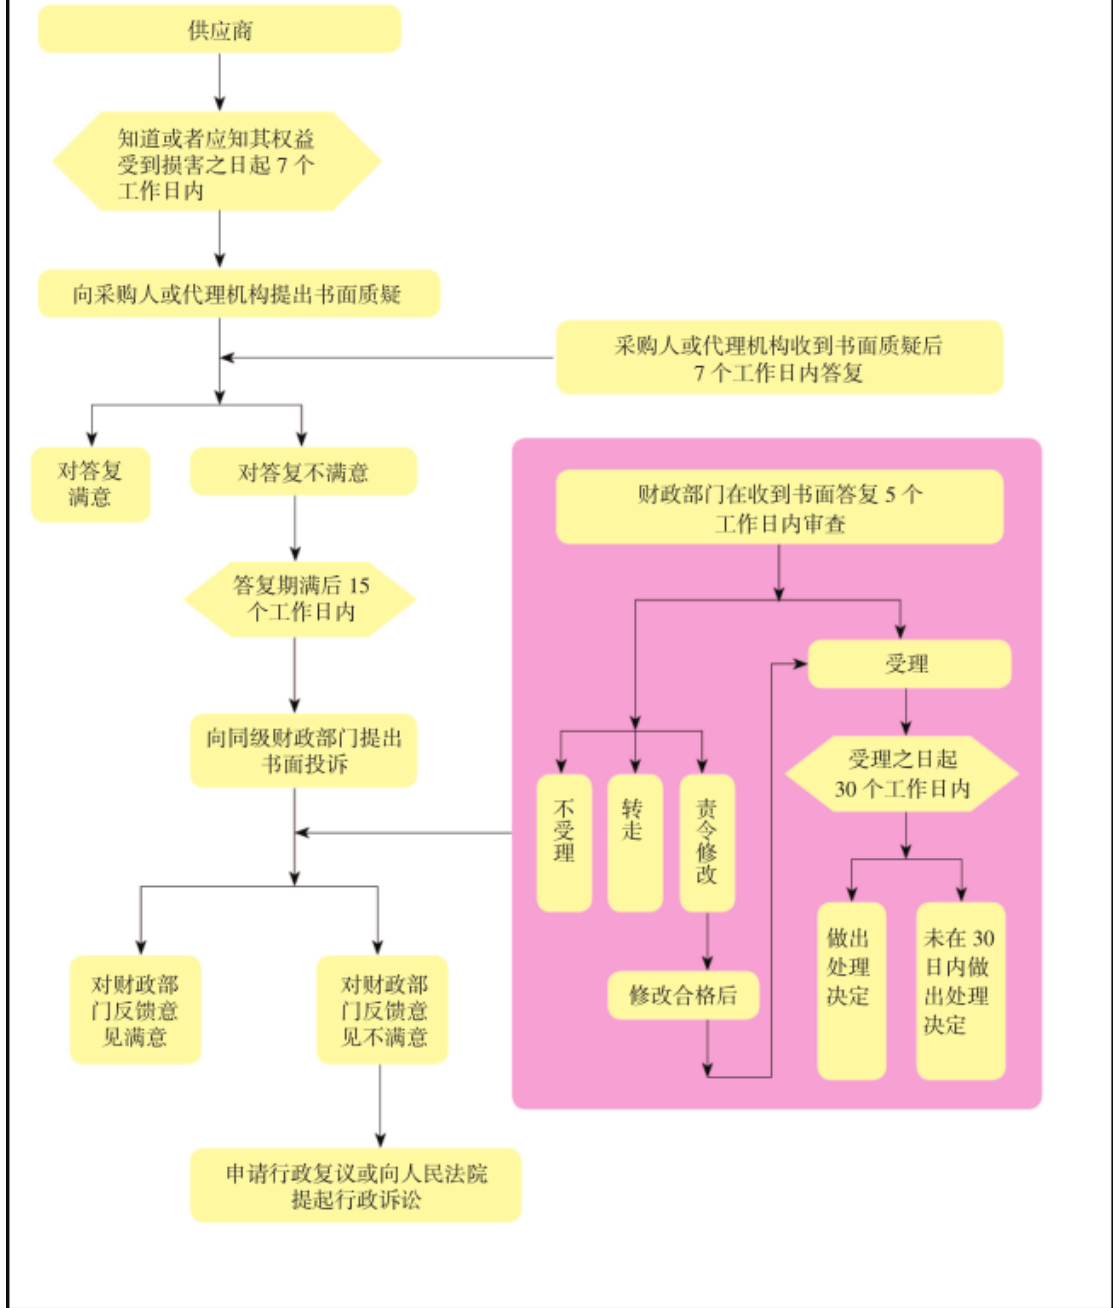 供应商
知道或者应知其权益
受到损害之日起 7 个
工作日内
向采购人或代理机构提出书面质疑
采购人或代理机构收到书面质疑后
7 个工作日内答复
对答复
满意
对答复不满意
答复期满后 15
个工作日内
向同级财政部门提出
书面投诉
财政部门在收到书面答复 5 个
工作日内审查
受理
受理之日起
30 个工作日内
不受理
转走
责令修改
修改合格后
做出
处理
决定
未在 30
日内做
出处理
决定
对财政部
门反馈意
见满意
对财政部
门反馈意
见不满意
申请行政复议或向人民法院
提起行政诉讼